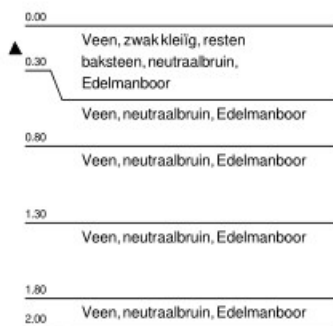 0.00
Veen, zwak kleiïg, resten
baksteen, neutraalbruin,
0.30
Edelmanboor
Veen, neutraalbruin, Edelmanboor
0.80
Veen, neutraalbruin, Edelmanboor
1.30
Veen, neutraalbruin, Edelmanboor
1.80
Veen, neutraalbruin, Edelmanboor
2.00